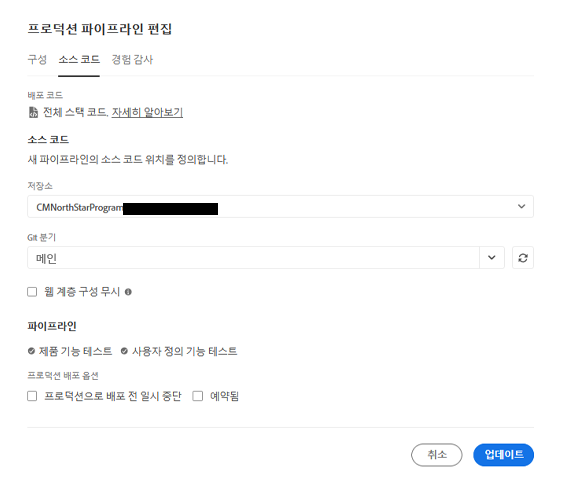 프로덕션 파이프라인 편집
구성 소스 코드 경험 감사
배포 코드
전체 스택 코드. 자세히 알아보기
소스 코드
새 파이프라인의 소스 코드 위치를 정의합니다.
저장소
CMNorthStarProgram
Git 분기
메인
웹 계층 구성 무시
파이프라인
제품 기능 테스트 사용자 정의 기능 테스트
프로덕션 배포 옵션
프로덕션으로 배포 전 일시 중단 예약됨
취소 업데이트